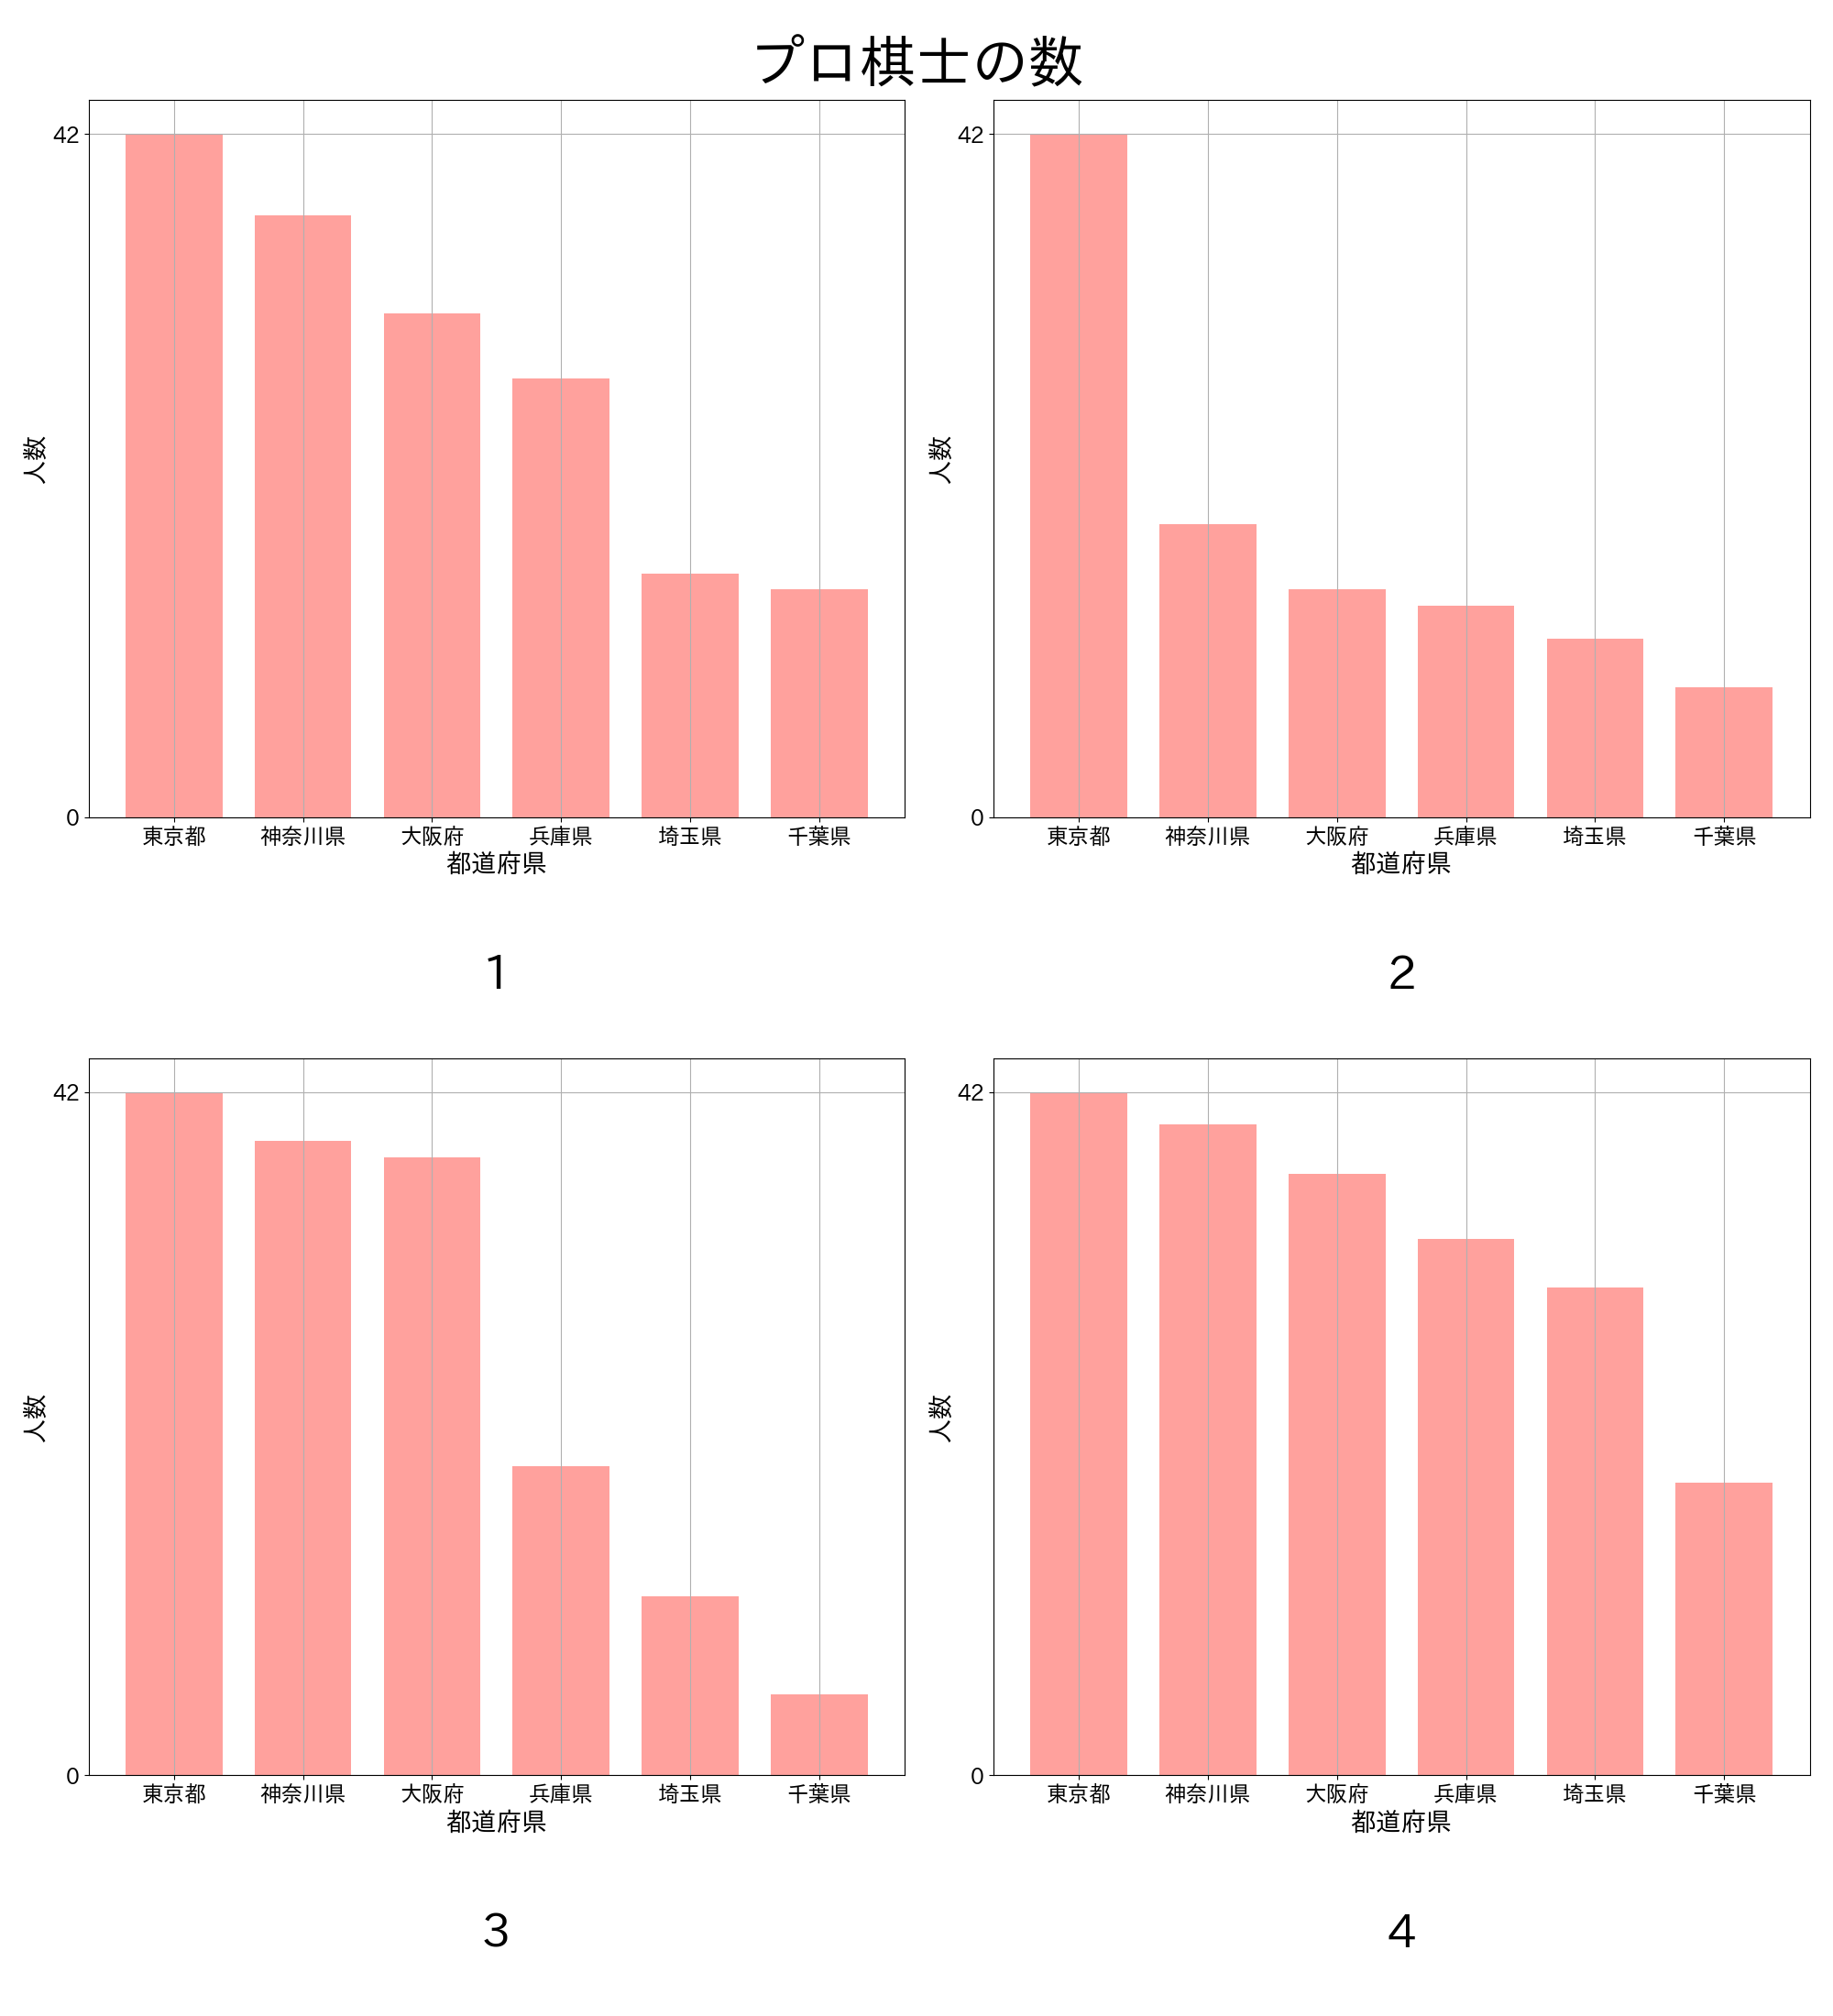 プロ棋士の数
42
人数
0
東京都 神奈川県 大阪府 兵庫県 埼玉県 千葉県
都道府県
1
42
人数
0
東京都 神奈川県 大阪府 兵庫県 埼玉県 千葉県
都道府県
2
42
人数
0
東京都 神奈川県 大阪府 兵庫県 埼玉県 千葉県
都道府県
3
42
人数
0
東京都 神奈川県 大阪府 兵庫県 埼玉県 千葉県
都道府県
4